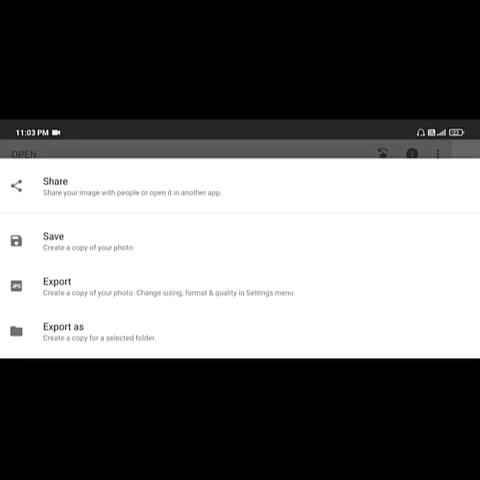 11:03 PM
OPEN
Share
Share your image with people or open it in another app.
Save
Create a copy of your photo.
JPG
Export
Create a copy of your photo. Change sizing, format & quality in Settings menu.
Export as
Create a copy for a selected folder.